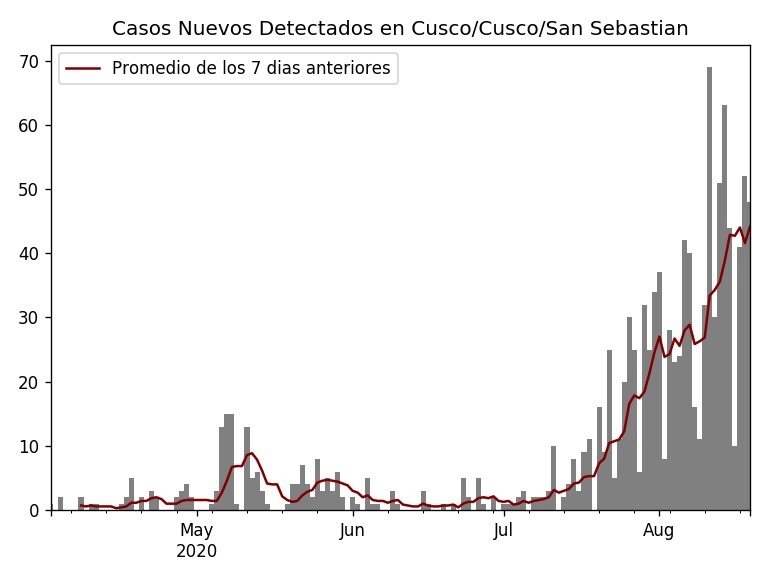 Casos Nuevos Detectados en Cusco/Cusco/San Sebastian
Promedio de los 7 dias anteriores
70
60
50
40
30
20
10
0
May
2020
Jun
Jul
Aug